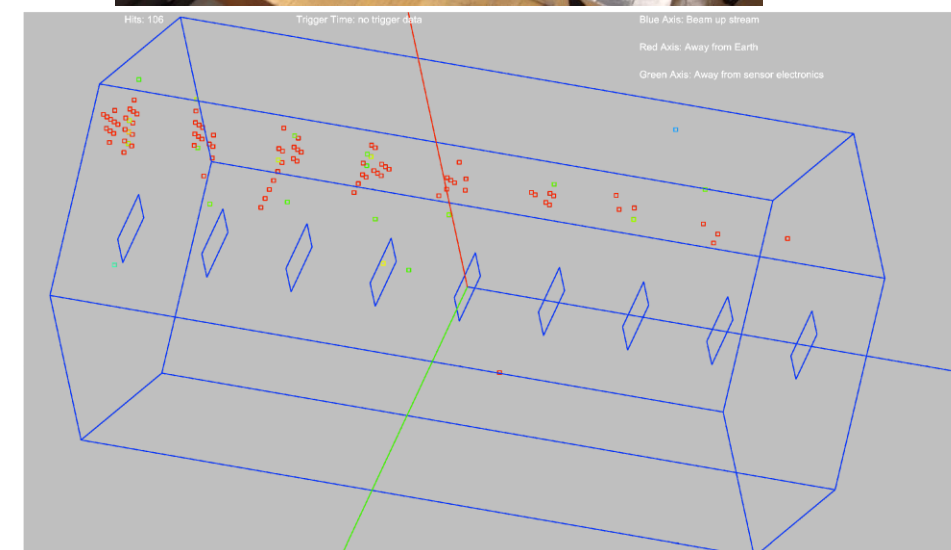 Hits: 106
Trigger Time: no trigger data
Blue Axis: Beam up stream
Red Axis: Away from Earth
Green Axis: Away from sensor electronics